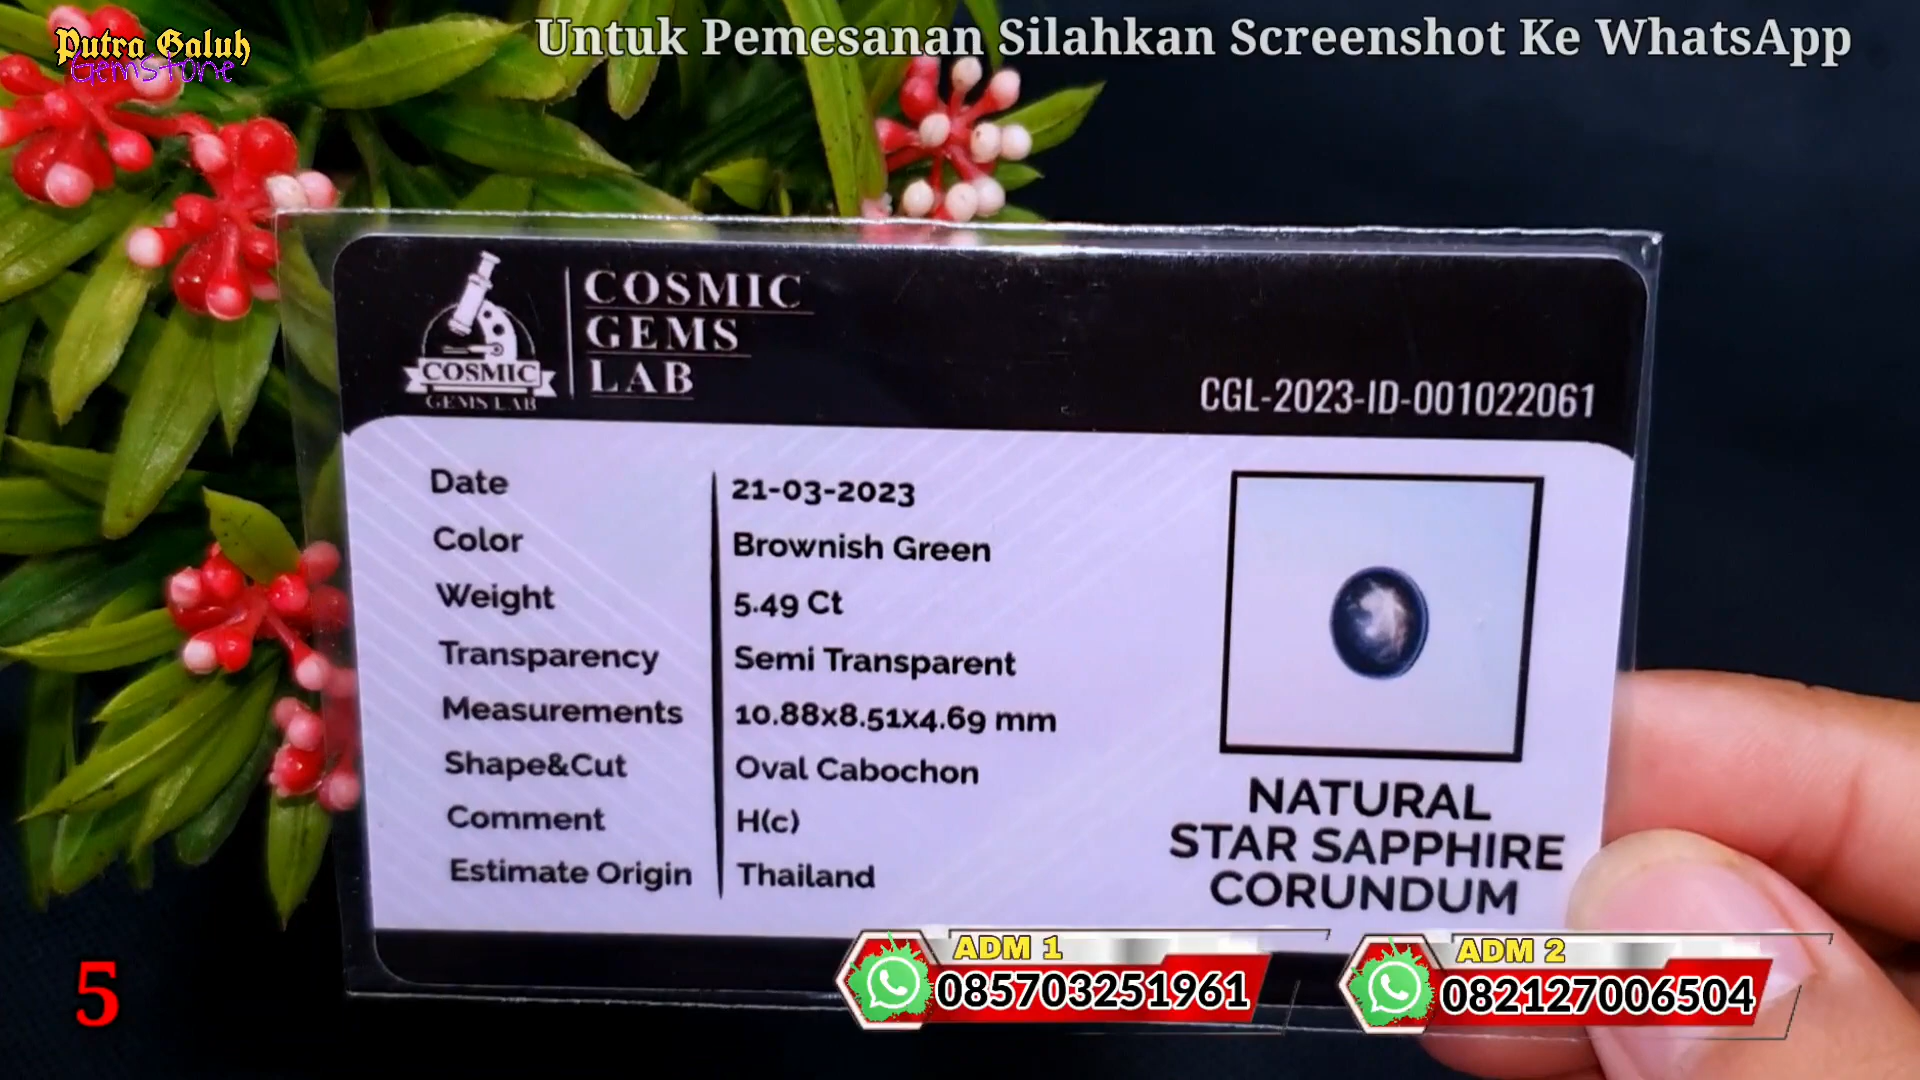 Putra Galuh
Gemstone
Untuk Pemesanan Silahkan Screenshot Ke WhatsApp
COSMIC
GEMS LAB
COSMIC
GEMS
LAB
CGL-2023-ID-001022061
Date 21-03-2023
Color Brownish Green
Weight 5.49 Ct
Transparency Semi Transparent
Measurements 10.88x8.51x4.69 mm
Shape&Cut Oval Cabochon
Comment H(c)
Estimate Origin Thailand
NATURAL
STAR SAPPHIRE
CORUNDUM
5
ADM 1
085703251961
ADM 2
082127006504